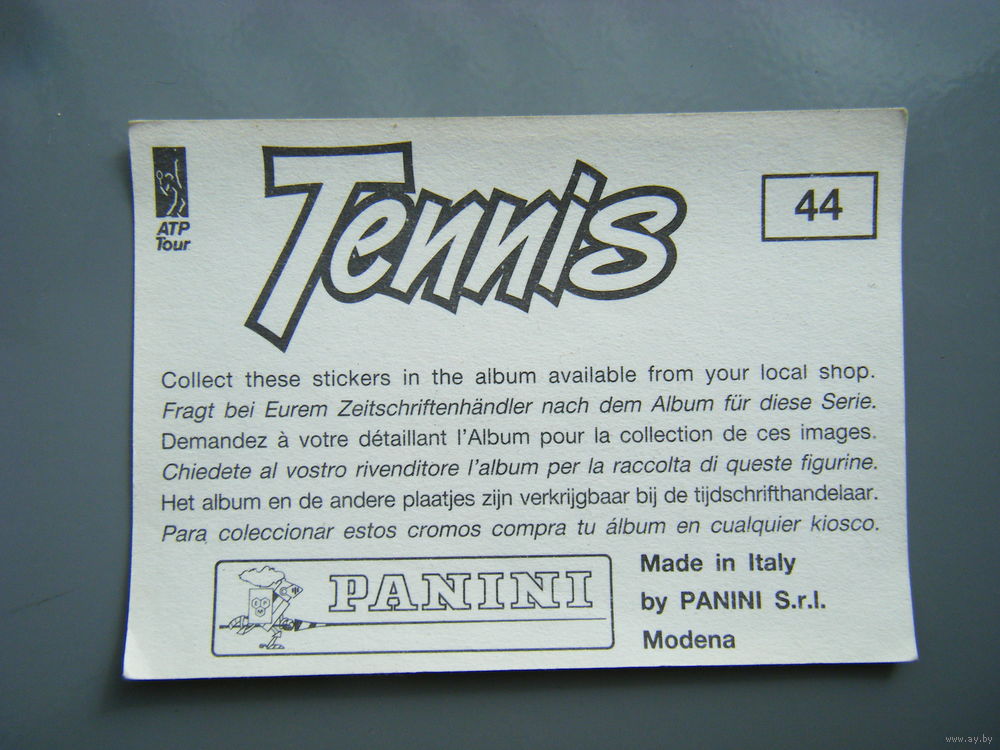 ATP
Tour
Tennis
44
Collect these stickers in the album available from your local shop.
Fragt bei Eurem Zeitschriftenhändler nach dem Album für diese Serie.
Demandez à votre détaillant l'Album pour la collection de ces images.
Chiedete al vostro rivenditore l'album per la raccolta di queste figurine.
Het album en de andere plaatjes zijn verkrijgbaar bij de tijdschrifthandelaar.
Para coleccionar estos cromos compra tu álbum en cualquier kiosco.
PANINI
Made in Italy
by PANINI S.r.l.
Modena
www.ay.by